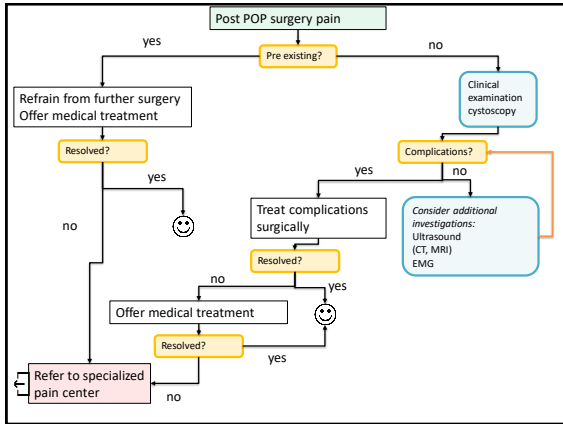 Post POP surgery pain
yes
Pre existing?
no
Refrain from further surgery
Offer medical treatment
Clinical
examination
cystoscopy
Resolved?
Complications?
yes
yes
no
no
Treat complications
surgically
Consider additional
investigations:
Ultrasound
(CT, MRI)
EMG
Resolved?
no
yes
Offer medical treatment
Resolved?
yes
Refer to specialized
pain center
no